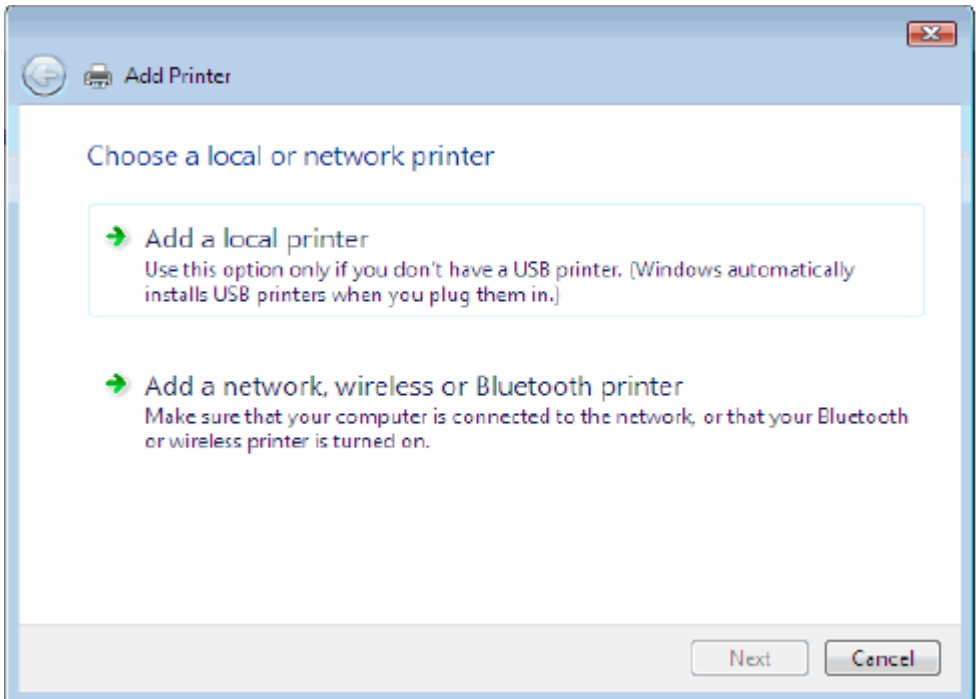 Add Printer
Choose a local or network printer
Add a local printer
Use this option only if you don't have a USB printer. (Windows automatically
installs USB printers when you plug them in.)
Add a network, wireless or Bluetooth printer
Make sure that your computer is connected to the network, or that your Bluetooth
or wireless printer is turned on.
Next Cancel